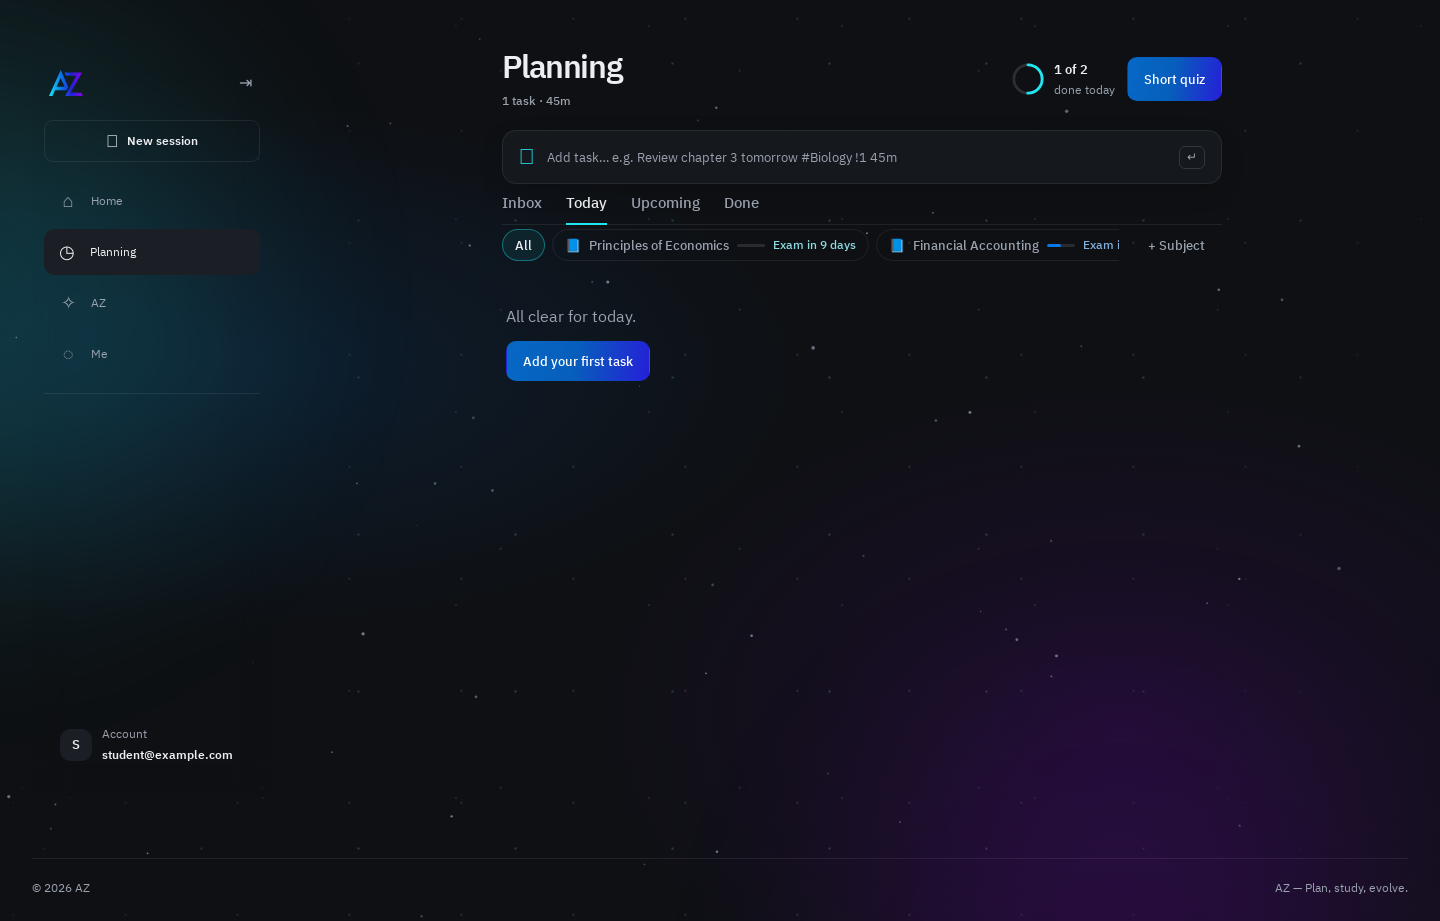 AZ
New session
Home
Planning
AZ
Me
Account
S
student@example.com
Planning
1 task · 45m
1 of 2
done today
Short quiz
Add task... e.g. Review chapter 3 tomorrow #Biology !1 45m
Inbox Today Upcoming Done
All Principles of Economics Exam in 9 days Financial Accounting Exam i + Subject
All clear for today.
Add your first task
© 2026 AZ
AZ — Plan, study, evolve.